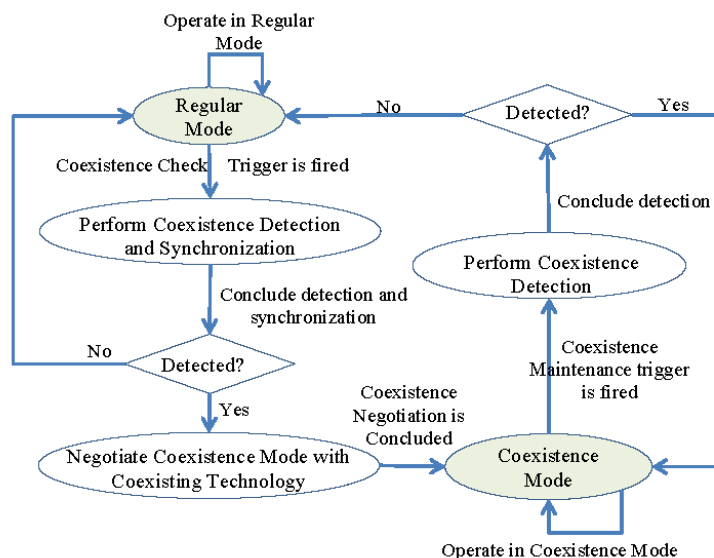 Operate in Regular
Mode
Regular
Mode
No
Detected?
Yes
Coexistence Check
Trigger is fired
Perform Coexistence Detection
and Synchronization
Conclude detection
Perform Coexistence
Detection
Conclude detection and
synchronization
No
Detected?
Coexistence
Maintenance trigger
is fired
Yes
Coexistence
Negotiation is
Concluded
Negotiate Coexistence Mode with
Coexisting Technology
Coexistence
Mode
Operate in Coexistence Mode